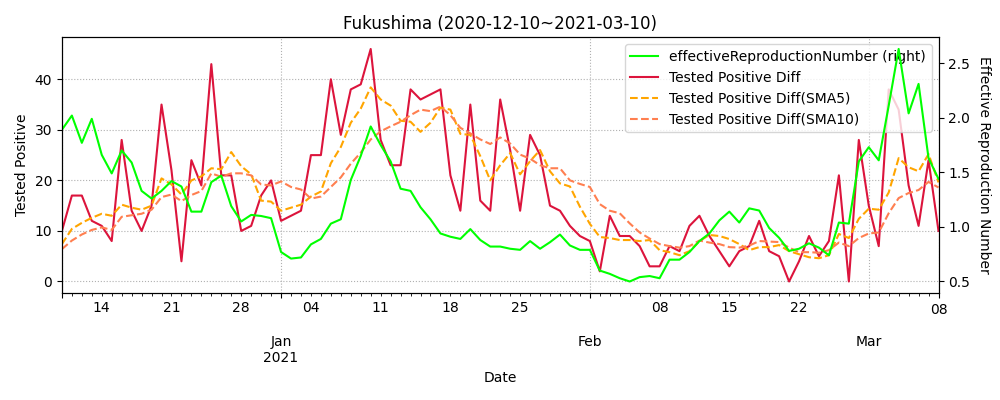 Fukushima (2020-12-10~2021-03-10)
effectiveReproductionNumber (right)
Tested Positive Diff
Tested Positive Diff(SMA5)
Tested Positive Diff(SMA10)
Tested Positive
40
30
20
10
0
2.5
2.0
1.5
1.0
0.5
Effective Reproduction Number
14 21 28 04 11 18 25 08 15 22 08
Jan Feb Mar
2021
Date